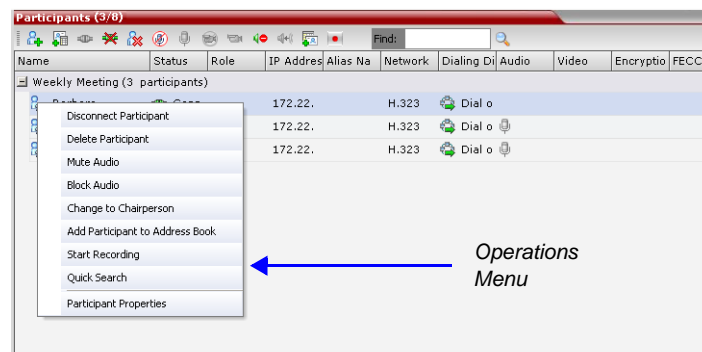 Participants (3/8)
Find:
Name Status Role IP Addres Alias Na Network Dialing Di Audio Video Encryptio FECC
Weekly Meeting (3 participants)
172.22. H.323 Dial o
172.22. H.323 Dial o
172.22. H.323 Dial o
Disconnect Participant
Delete Participant
Mute Audio
Block Audio
Change to Chairperson
Add Participant to Address Book
Start Recording
Quick Search
Participant Properties
Operations
Menu